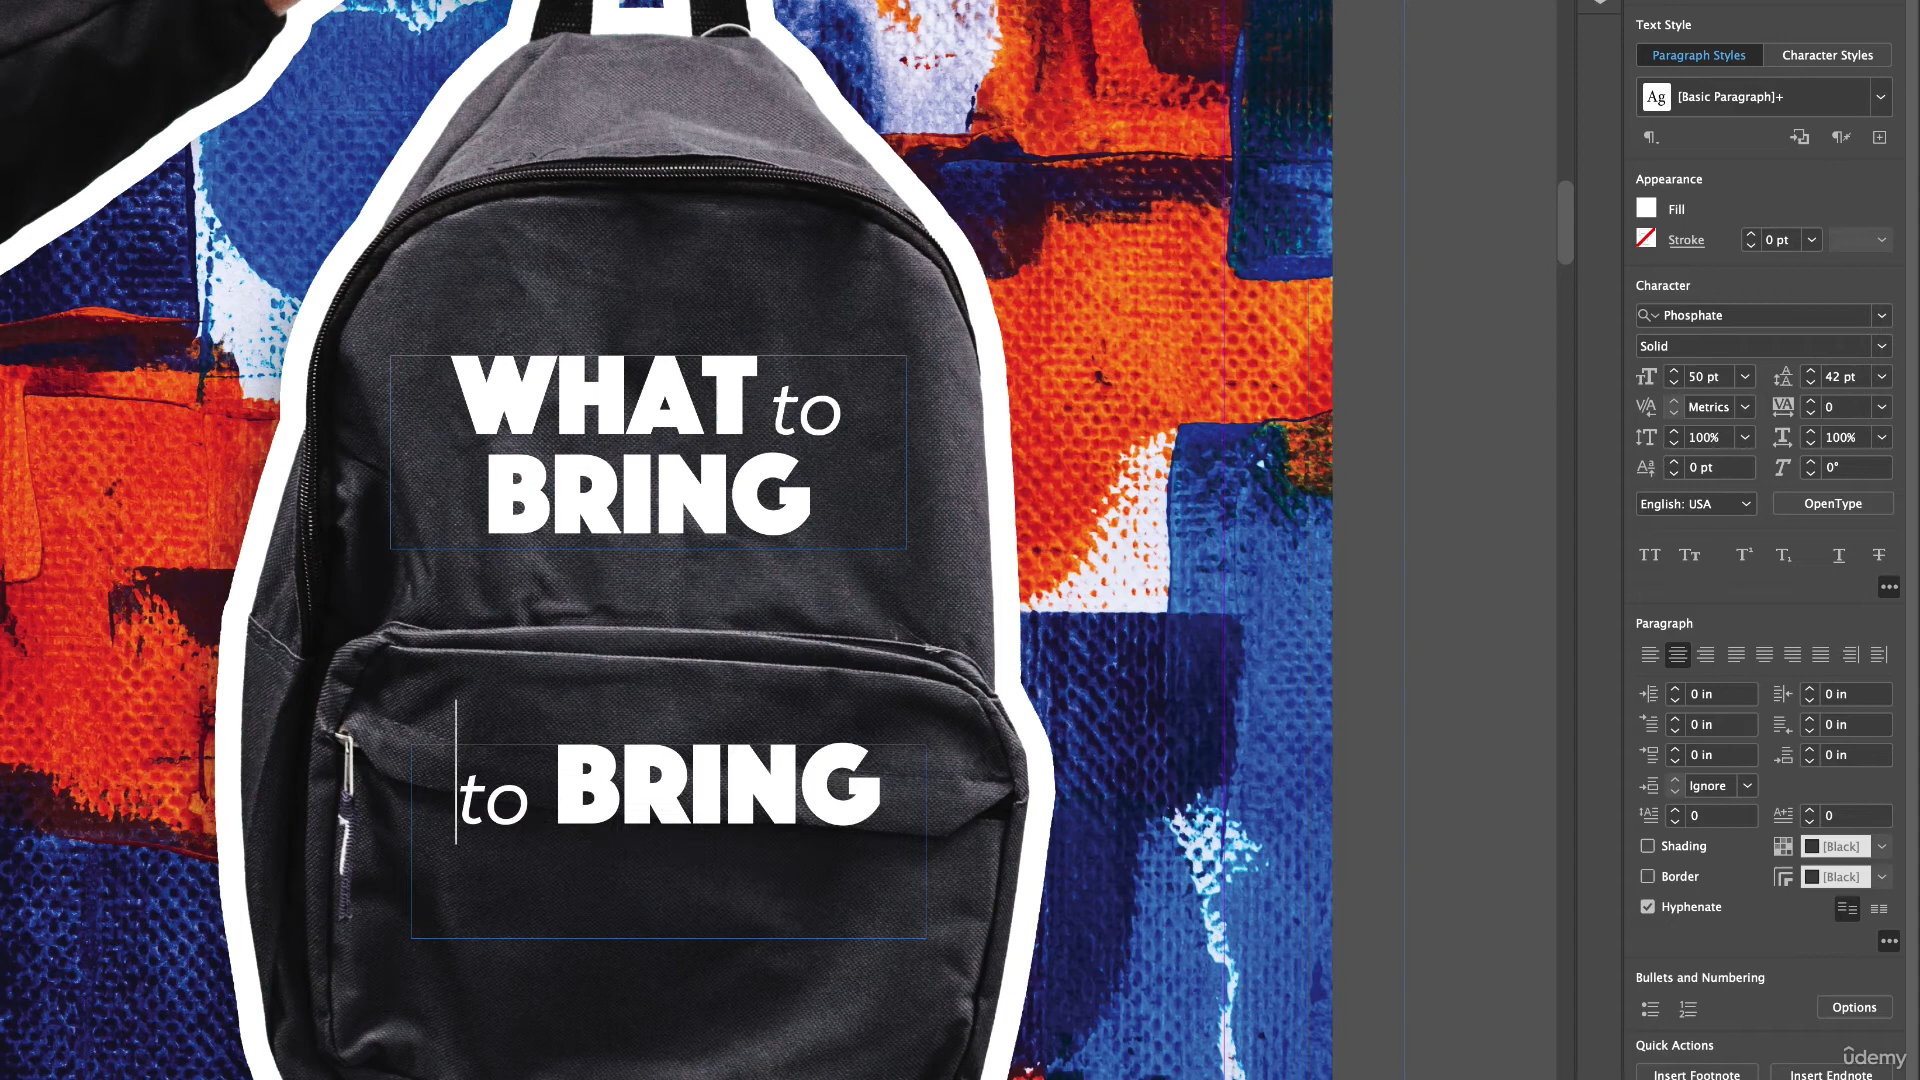 WHAT to
BRING
to BRING
Text Style
Paragraph Styles
Character Styles
Ag
[Basic Paragraph]+
Appearance
Fill
Stroke
0 pt
Character
Phosphate
Solid
50 pt
42 pt
Metrics
0
100%
100%
0 pt
0°
English: USA
OpenType
Paragraph
0 in
0 in
0 in
0 in
0 in
0 in
Ignore
0
0
Shading
[Black]
Border
[Black]
Hyphenate
Bullets and Numbering
Options
Quick Actions
Insert Footnote
Insert Endnote
udemy